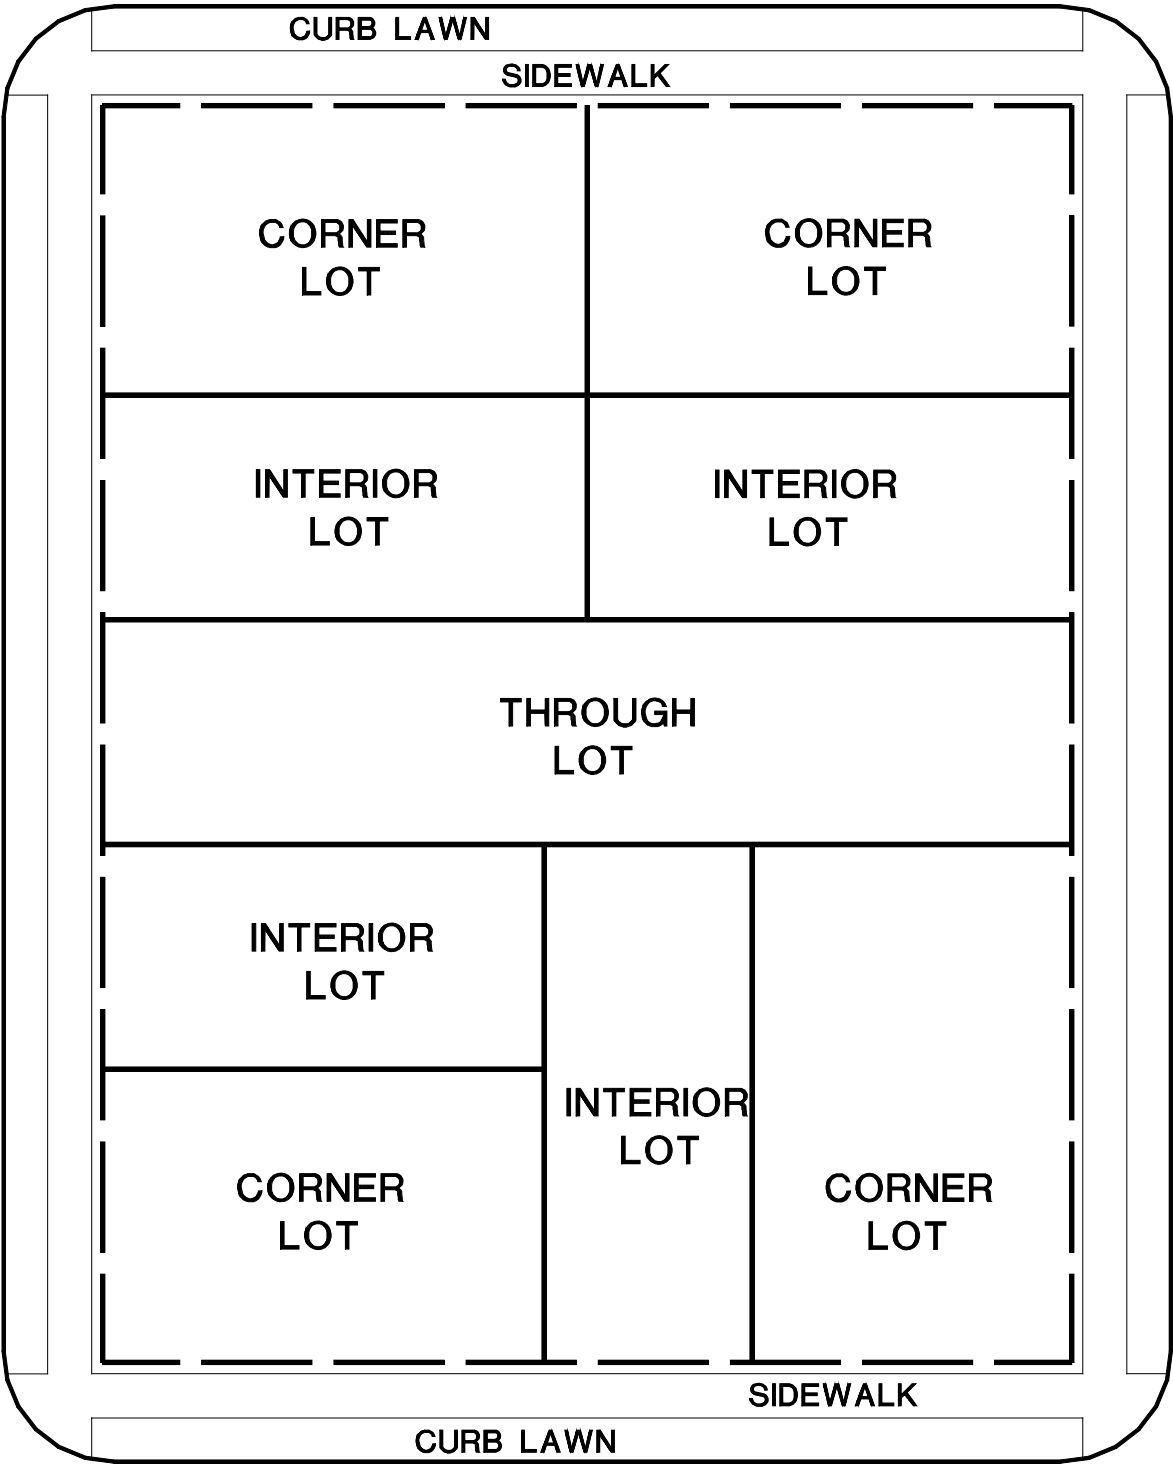 CURB LAWN
SIDEWALK
CORNER
LOT
CORNER
LOT
INTERIOR
LOT
INTERIOR
LOT
THROUGH
LOT
INTERIOR
LOT
INTERIOR
LOT
CORNER
LOT
CORNER
LOT
SIDEWALK
CURB LAWN